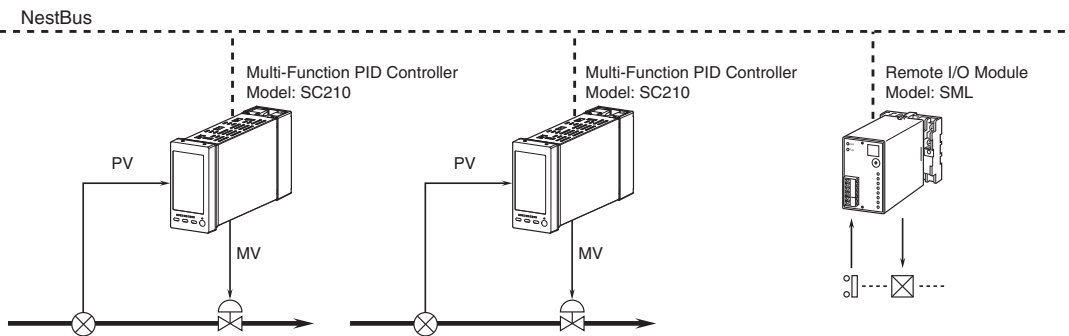 NestBus
Multi-Function PID Controller
Model: SC210
Multi-Function PID Controller
Model: SC210
Remote I/O Module
Model: SML
PV
PV
MV
MV